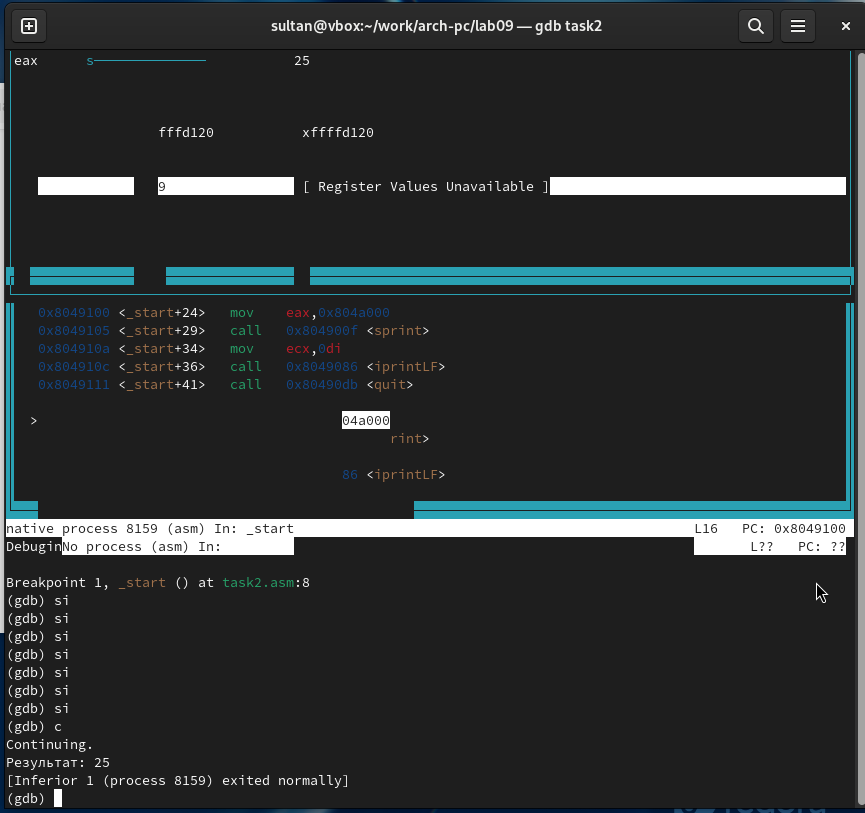 sultan@vbox:~/work/arch-pc/lab09 — gdb task2
eax s 25
fffd120 xffffd120
9 [ Register Values Unavailable ]
0x8049100 <_start+24> mov eax,0x804a000
0x8049105 <_start+29> call 0x804900f <sprint>
0x804910a <_start+34> mov ecx,0di
0x804910c <_start+36> call 0x8049086 <iprintLF>
0x8049111 <_start+41> call 0x80490db <quit>
> 04a000
rint>
86 <iprintLF>
native process 8159 (asm) In: _start L16 PC: 0x8049100
DebuginNo process (asm) In: L?? PC: ??
Breakpoint 1, _start () at task2.asm:8
(gdb) si
(gdb) si
(gdb) si
(gdb) si
(gdb) si
(gdb) si
(gdb) si
(gdb) c
Continuing.
Результат: 25
[Inferior 1 (process 8159) exited normally]
(gdb)